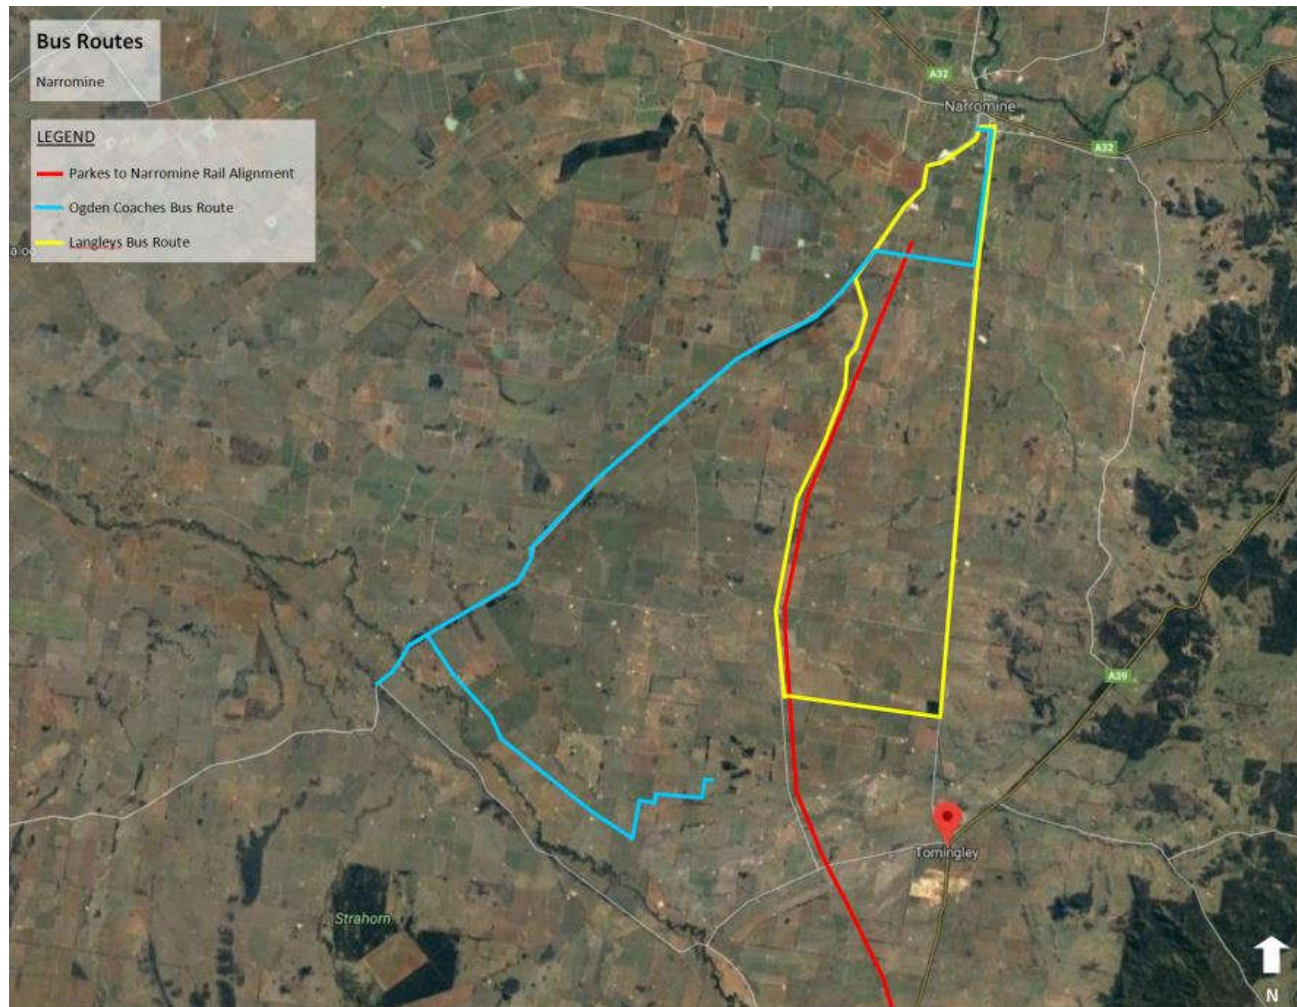 Bus Routes
Narromine
LEGEND
Parkes to Narromine Rail Alignment
Ogden Coaches Bus Route
Langleys Bus Route
A32
Narromine
A32
A39
Tomingley
Strahorn
N